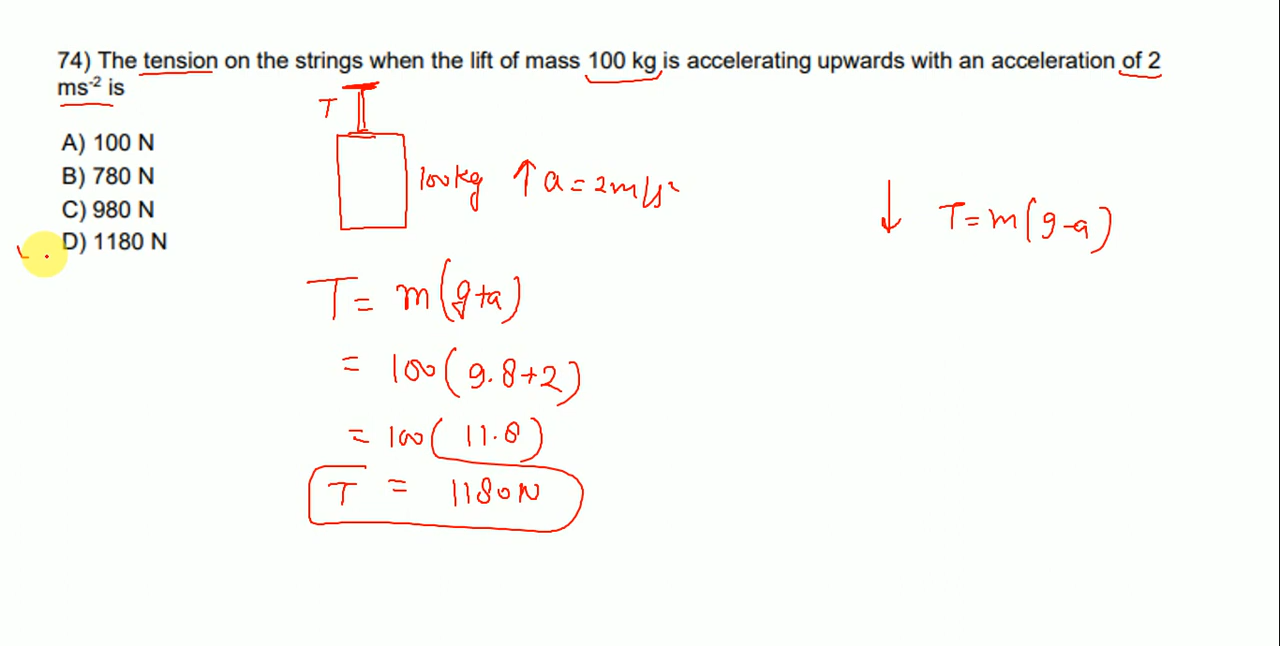 74) The tension on the strings when the lift of mass 100 kg is accelerating upwards with an acceleration of 2
ms⁻² is
A) 100 N
B) 780 N
C) 980 N
D) 1180 N
T
100kg ↑ a = 2m/s²
↓ T = m(g-a)
T = m(g+a)
= 100(9.8+2)
= 100(11.8)
T = 1180N